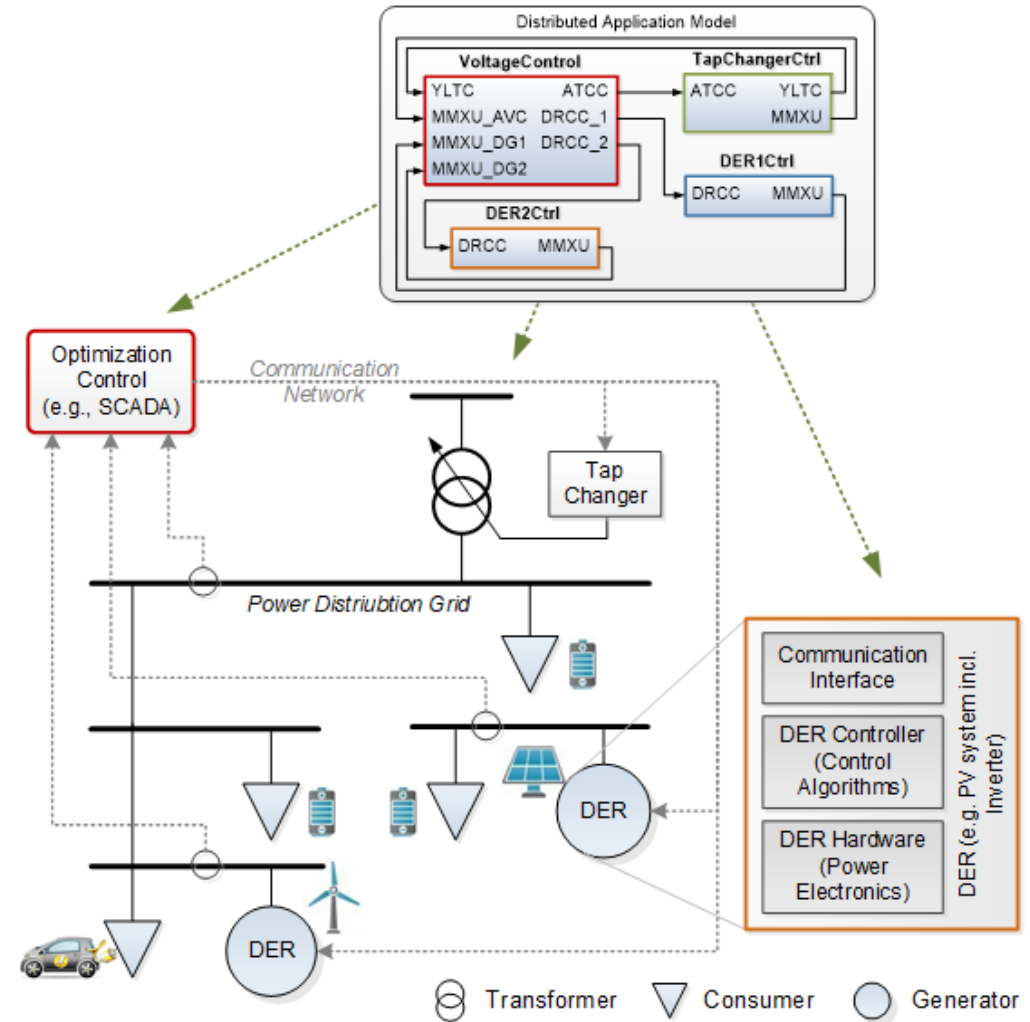 Distributed Application Model
VoltageControl
YLTC ATCC
MMXU_AVC DRCC_1
MMXU_DG1 DRCC_2
MMXU_DG2
TapChangerCtrl
ATCC YLTC
MMXU
DER1Ctrl
DRCC MMXU
DER2Ctrl
DRCC MMXU
Optimization
Control
(e.g., SCADA)
Communication
Network
Tap
Changer
Power Distriubtion Grid
Communication
Interface
DER Controller
(Control
Algorithms)
DER Hardware
(Power
Electronics)
DER (e.g. PV system incl.
Inverter)
DER
DER
Transformer
Consumer
Generator